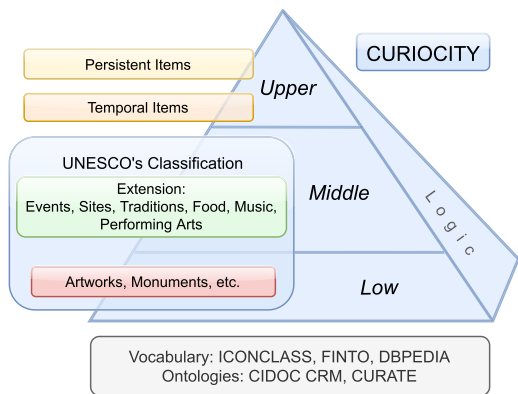 CURIOCITY
Persistent Items
Upper
Temporal Items
UNESCO's Classification
Extension:
Events, Sites, Traditions, Food, Music,
Performing Arts
Middle
Logic
Artworks, Monuments, etc.
Low
Vocabulary: ICONCLASS, FINTO, DBPEDIA
Ontologies: CIDOC CRM, CURATE